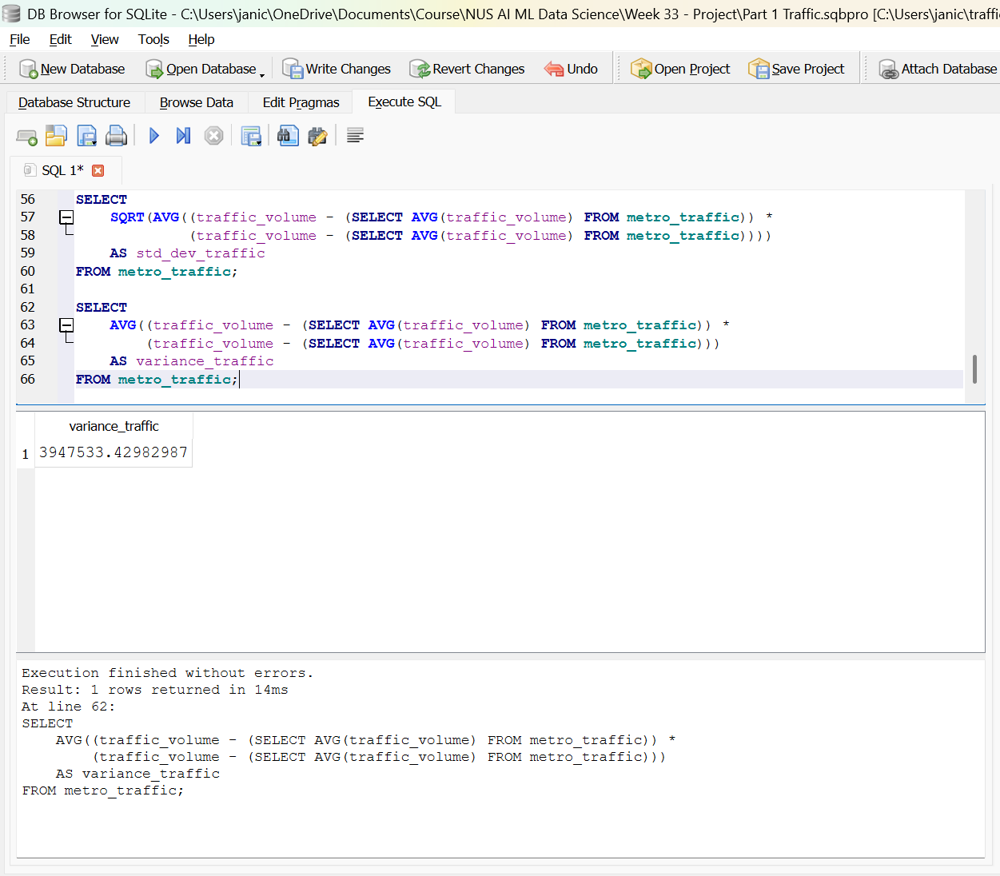 DB Browser for SQLite - C:\Users\janic\OneDrive\Documents\Course\NUS AI ML Data Science\Week 33 - Project\Part 1 Traffic.sqbpro [C:\Users\janic\traffi
File Edit View Tools Help
New Database Open Database Write Changes Revert Changes Undo Open Project Save Project Attach Database
Database Structure Browse Data Edit Pragmas Execute SQL
SQL 1*
56 SELECT
57 SQRT(AVG((traffic_volume - (SELECT AVG(traffic_volume) FROM metro_traffic)) *
58 (traffic_volume - (SELECT AVG(traffic_volume) FROM metro_traffic))))
59 AS std_dev_traffic
60 FROM metro_traffic;
61
62 SELECT
63 AVG((traffic_volume - (SELECT AVG(traffic_volume) FROM metro_traffic)) *
64 (traffic_volume - (SELECT AVG(traffic_volume) FROM metro_traffic)))
65 AS variance_traffic
66 FROM metro_traffic;
variance_traffic
1 3947533.42982987
Execution finished without errors.
Result: 1 rows returned in 14ms
At line 62:
SELECT
AVG((traffic_volume - (SELECT AVG(traffic_volume) FROM metro_traffic)) *
(traffic_volume - (SELECT AVG(traffic_volume) FROM metro_traffic)))
AS variance_traffic
FROM metro_traffic;